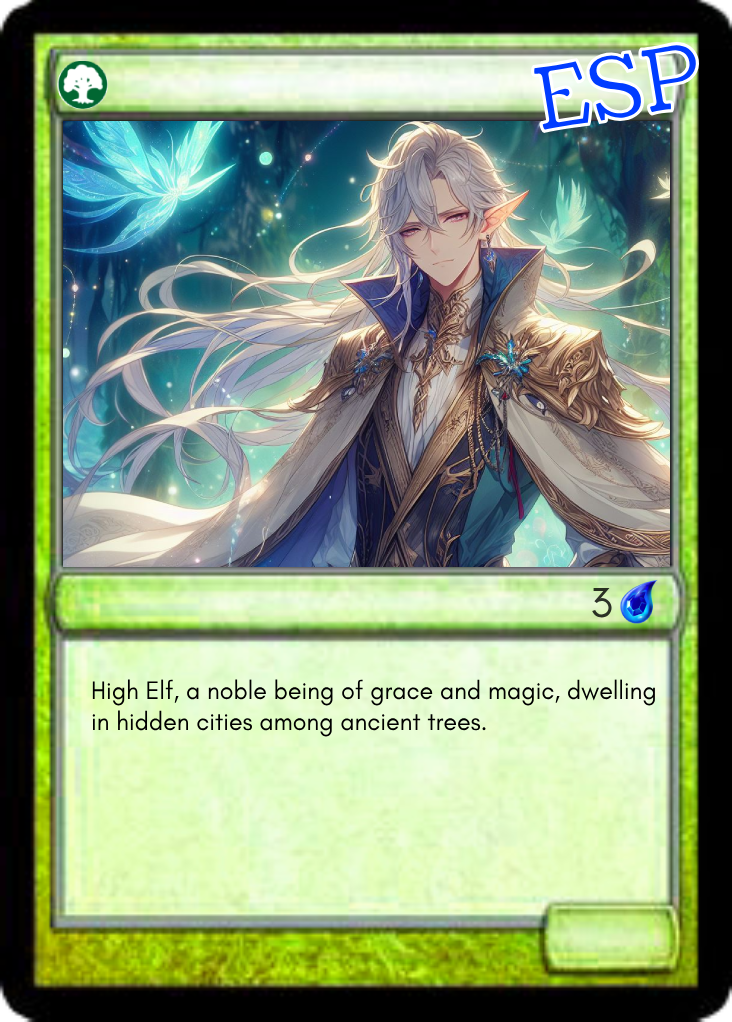 ESP
3
High Elf, a noble being of grace and magic, dwelling
in hidden cities among ancient trees.